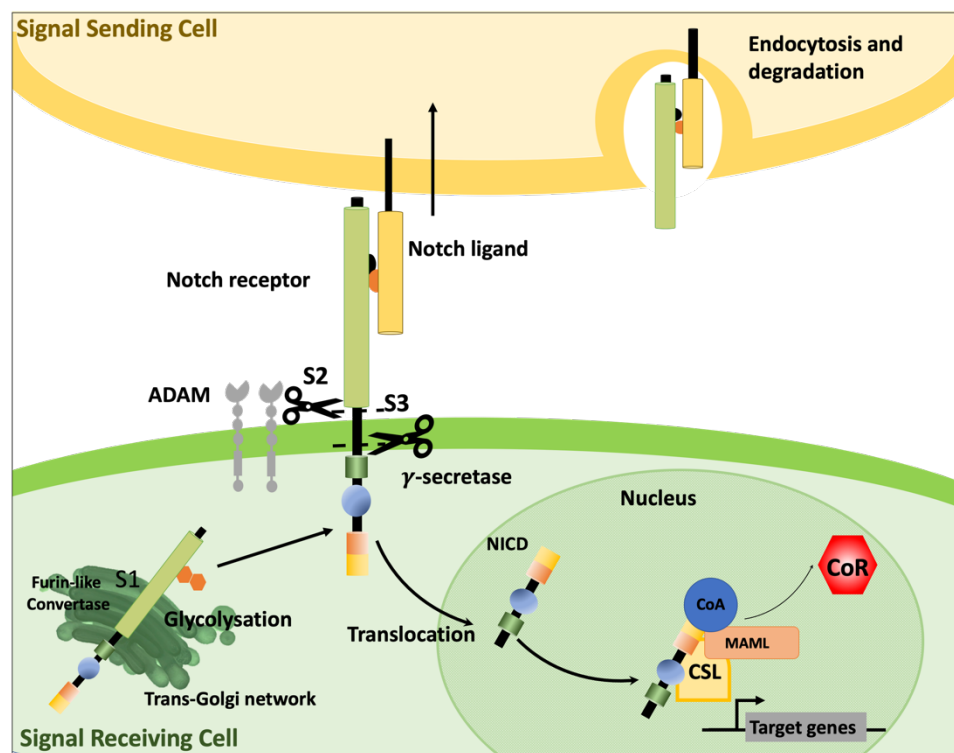 Signal Sending Cell
Endocytosis and
degradation
Notch ligand
Notch receptor
ADAM
S2
S3
γ-secretase
Nucleus
NICD
CoR
CoA
MAML
CSL
Translocation
S1
Furin-like
Convertase
Glycolysation
Trans-Golgi network
Target genes
Signal Receiving Cell